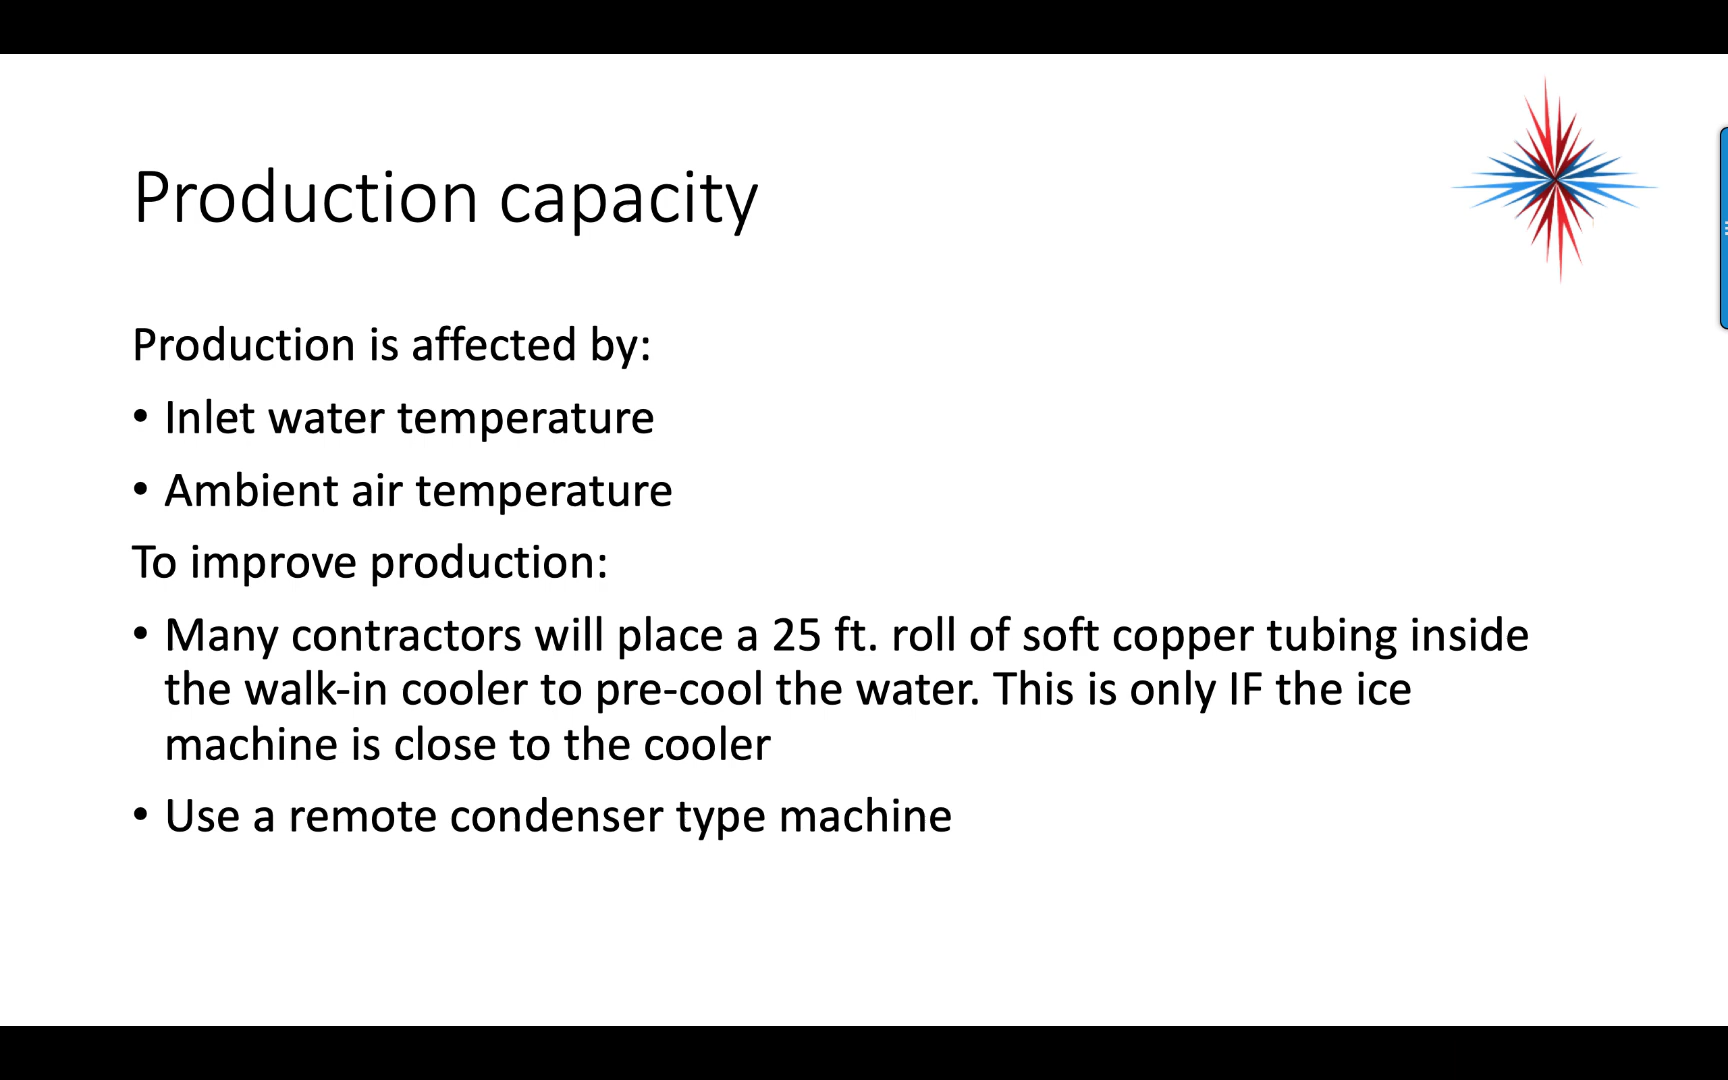 Production capacity
Production is affected by:
• Inlet water temperature
• Ambient air temperature
To improve production:
• Many contractors will place a 25 ft. roll of soft copper tubing inside
the walk-in cooler to pre-cool the water. This is only IF the ice
machine is close to the cooler
• Use a remote condenser type machine